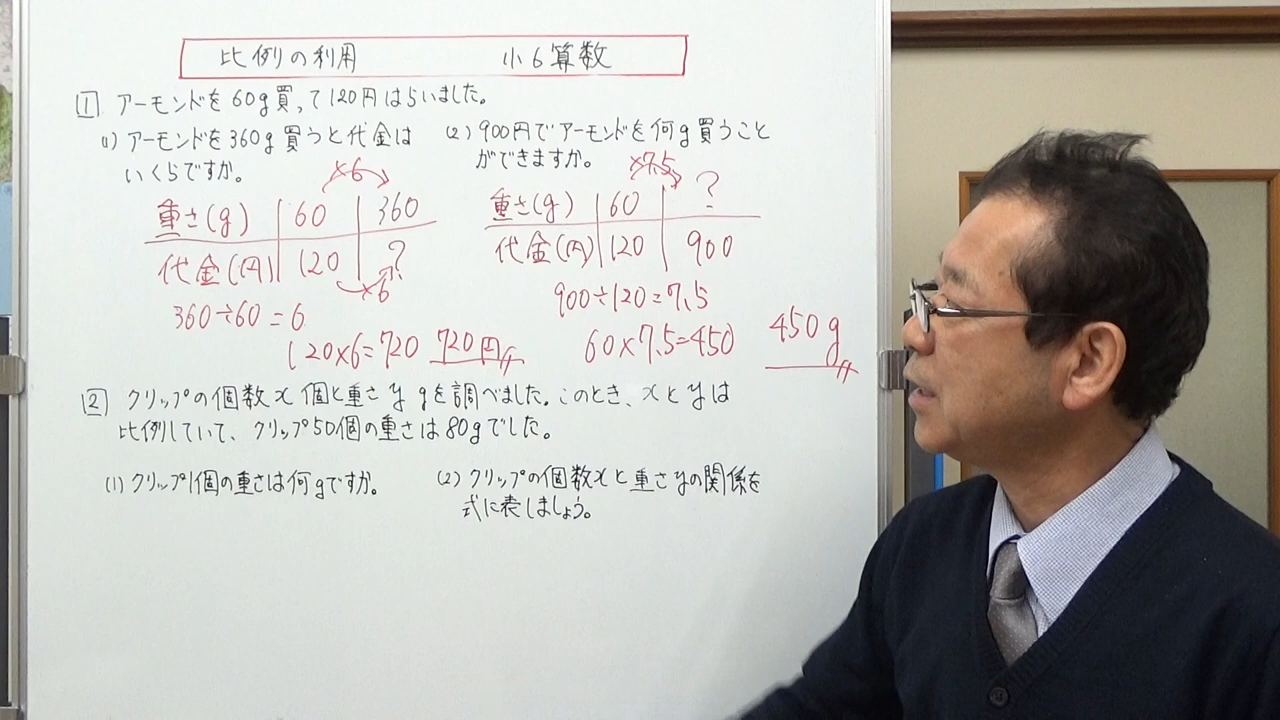 比例の利用 小6算数
1 アーモンドを60g買って120円はらいました。
(1) アーモンドを360g買うと代金は
いくらですか。
×6
重さ(g) 60 360
代金(円) 120 ?
×6
360÷60=6
120×6=720 720円
(2) 900円でアーモンドを何g買うこと
ができますか。
×7.5
重さ(g) 60 ?
代金(円) 120 900
900÷120=7.5
60×7.5=450 450g
2 クリップの個数x個と重さy gを調べました。このとき、xとyは
比例していて、クリップ50個の重さは80gでした。
(1) クリップ1個の重さは何gですか。
(2) クリップの個数xと重さyの関係を
式に表しましょう。